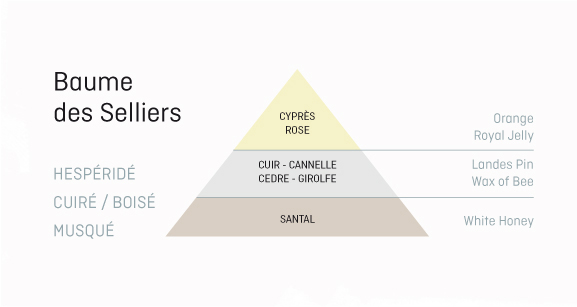 Baume
des Selliers
HESPÉRIDÉ
CUIRÉ / BOISÉ
MUSQUÉ
CYPRÈS
ROSE
CUIR - CANNELLE
CEDRE - GIROLFE
SANTAL
Orange
Royal Jelly
Landes Pin
Wax of Bee
White Honey